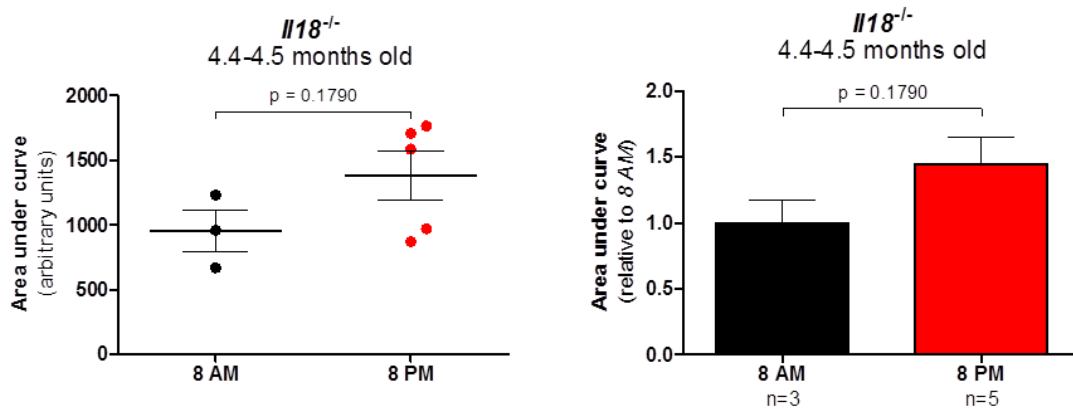 Il18-/-
4.4-4.5 months old
p = 0.1790
Area under curve
(arbitrary units)
2000
1500
1000
500
0
8 AM
8 PM
Il18-/-
4.4-4.5 months old
p = 0.1790
Area under curve
(relative to 8 AM)
2.0
1.5
1.0
0.5
0.0
8 AM
8 PM
n=3
n=5